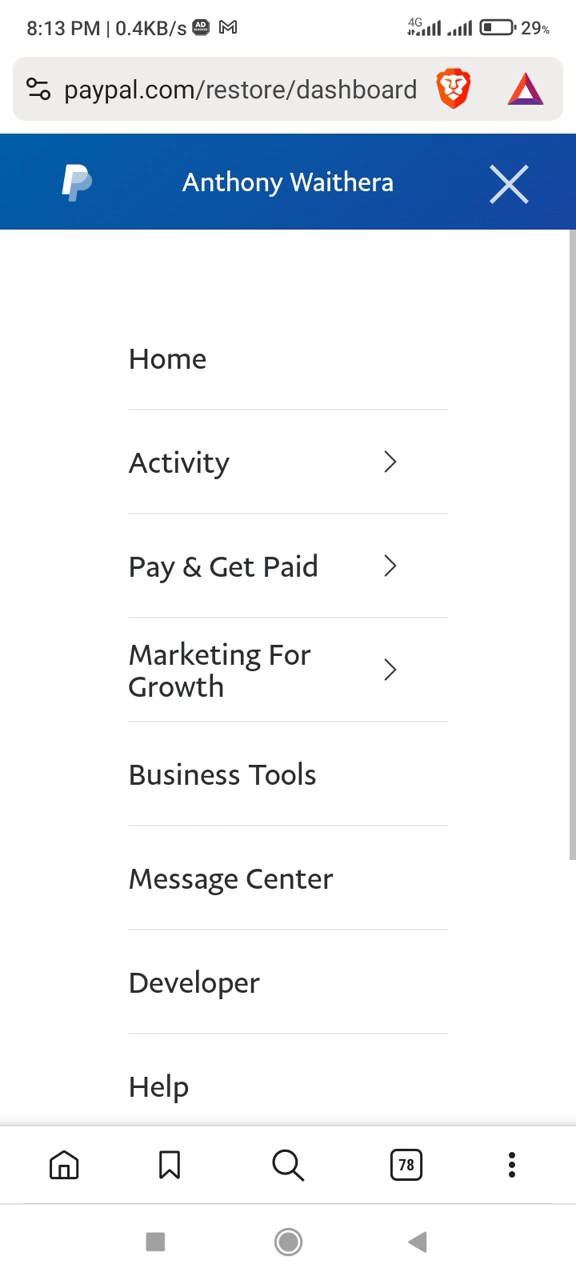 8:13 PM | 0.4KB/s AD 4G 29%
paypal.com/restore/dashboard
Anthony Waithera
Home
Activity
Pay & Get Paid
Marketing For
Growth
Business Tools
Message Center
Developer
Help
78